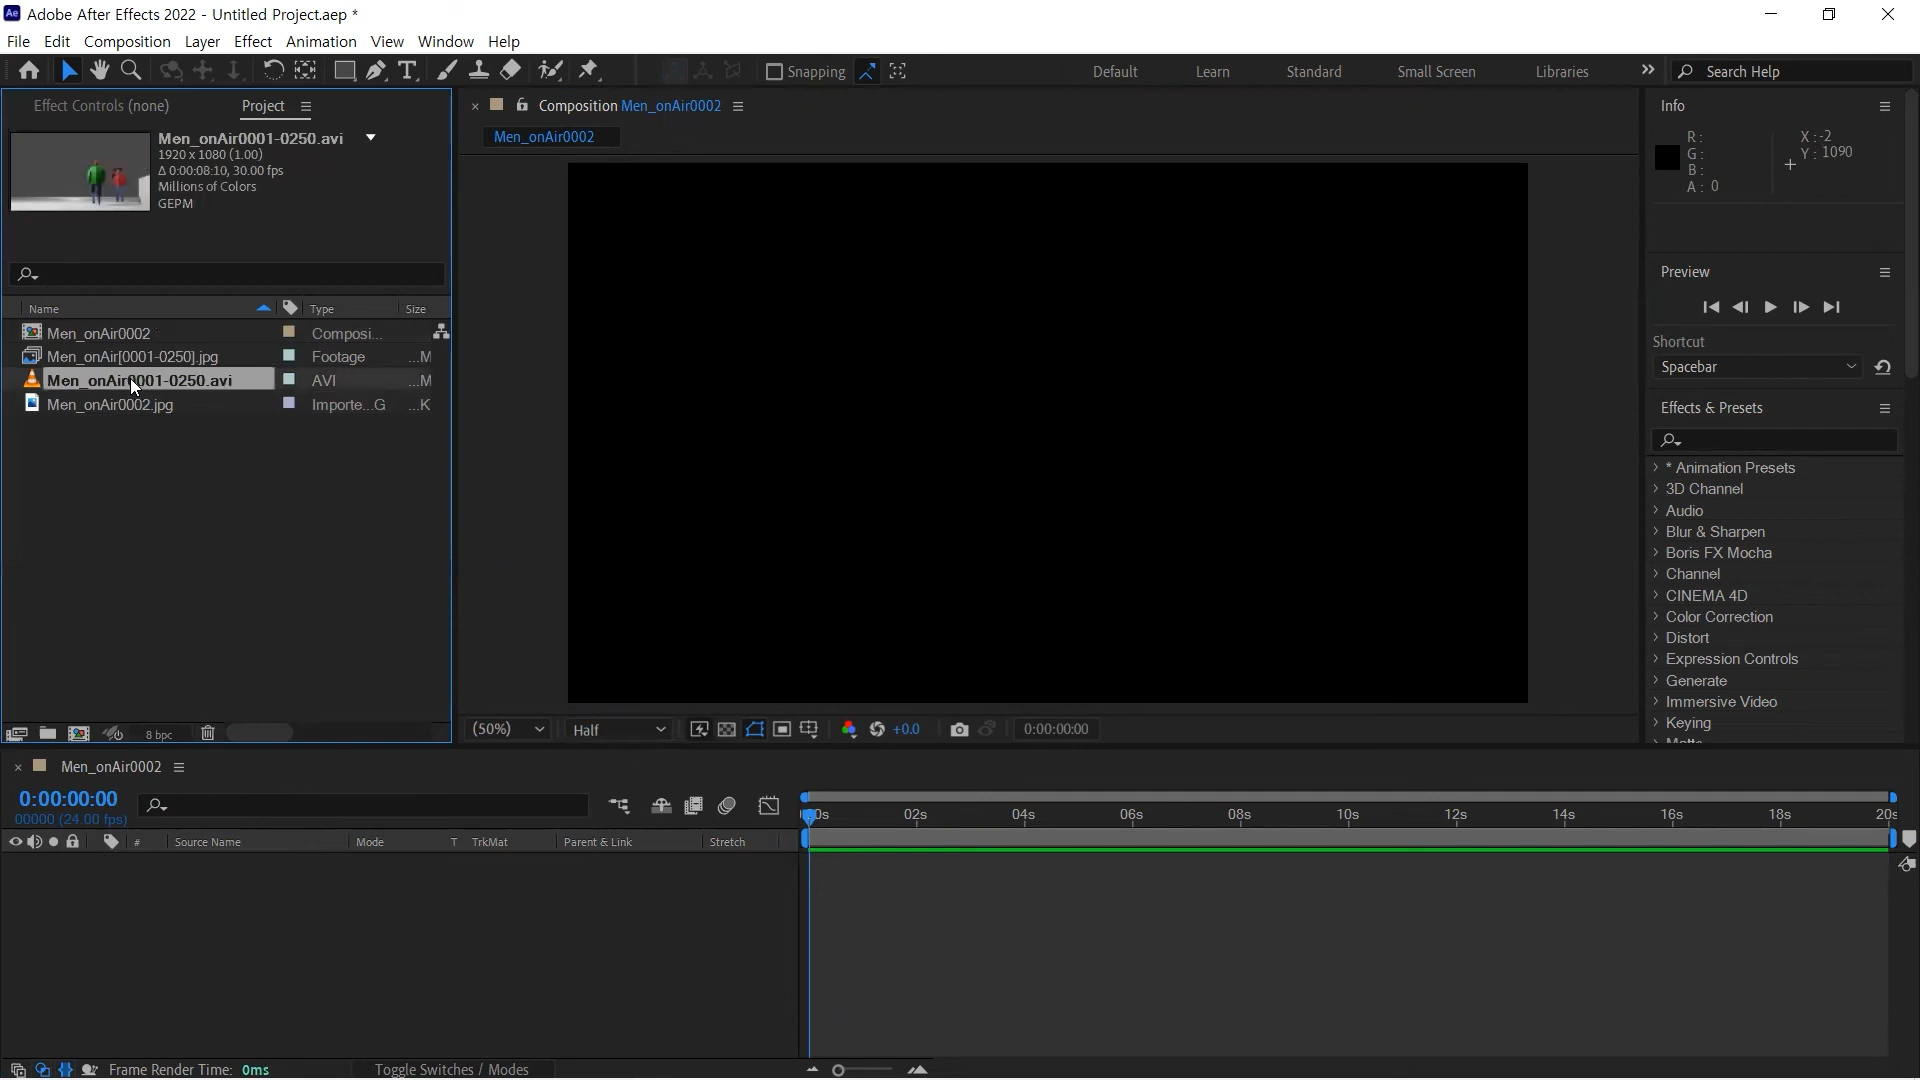 Ae Adobe After Effects 2022 - Untitled Project.aep *
File Edit Composition Layer Effect Animation View Window Help
Snapping
Default Learn Standard Small Screen Libraries
Search Help
Effect Controls (none)
Project
Men_onAir0001-0250.avi
1920 x 1080 (1.00)
Δ 0:00:08:10, 30.00 fps
Millions of Colors
GEPM
Name Type Size
Men_onAir0002 Composi...
Men_onAir[0001-0250].jpg Footage ...M
Men_onAir0001-0250.avi AVI ...M
Men_onAir0002.jpg Importe...G ...K
8 bpc
× Composition Men_onAir0002
Men_onAir0002
(50%) Half +0.0 0:00:00:00
Info
R:
G:
B:
A: 0
X: -2
Y: 1090
Preview
Shortcut
Spacebar
Effects & Presets
* Animation Presets
3D Channel
Audio
Blur & Sharpen
Boris FX Mocha
Channel
CINEMA 4D
Color Correction
Distort
Expression Controls
Generate
Immersive Video
Keying
× Men_onAir0002
0:00:00:00
00000 (24.00 fps)
# Source Name Mode T TrkMat Parent & Link Stretch
0s 02s 04s 06s 08s 10s 12s 14s 16s 18s 20s
Frame Render Time: 0ms
Toggle Switches / Modes